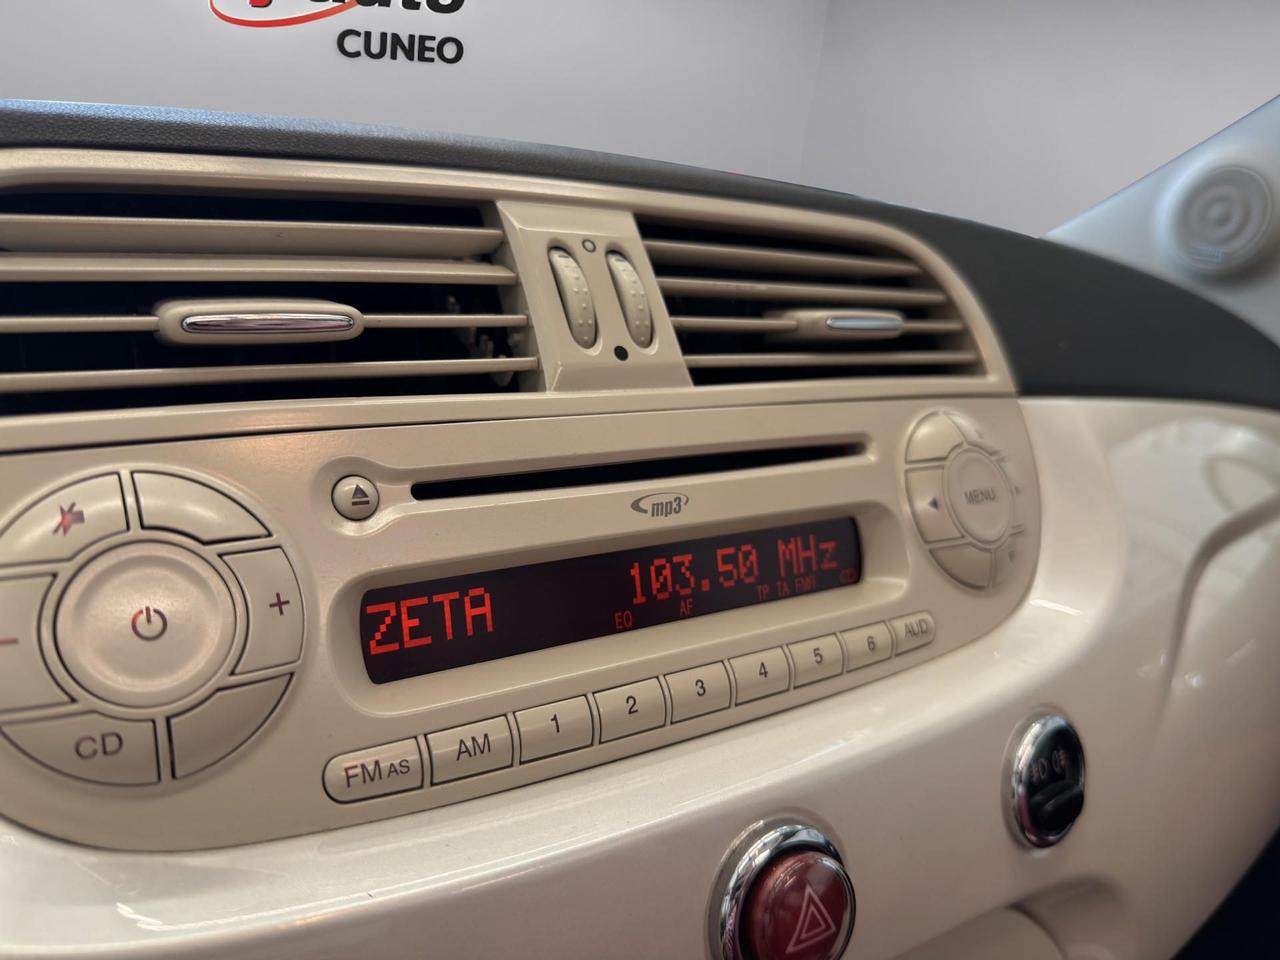 auto
CUNEO
mp3
MENU
ZETA 103.50 MHz
EQ AF TP TA FM1
CD
FM AS AM 1 2 3 4 5 6 AUD